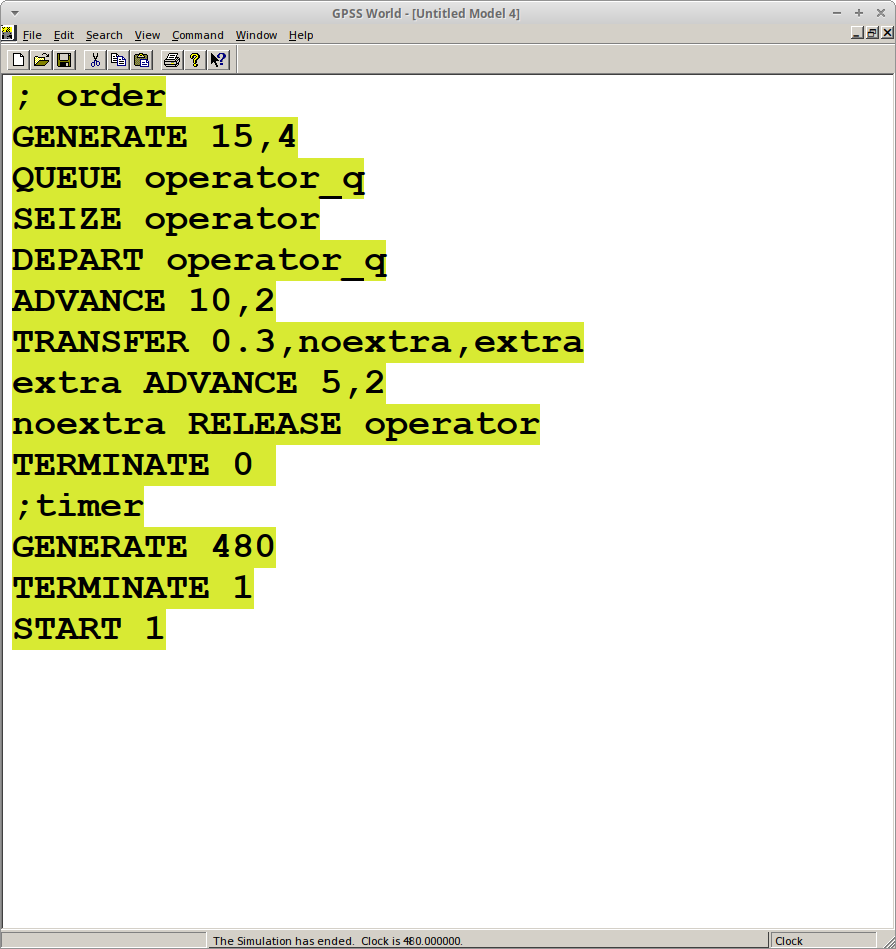 GPSS World - [Untitled Model 4]
File Edit Search View Command Window Help
; order
GENERATE 15,4
QUEUE operator_q
SEIZE operator
DEPART operator_q
ADVANCE 10,2
TRANSFER 0.3,noextra,extra
extra ADVANCE 5,2
noextra RELEASE operator
TERMINATE 0
;timer
GENERATE 480
TERMINATE 1
START 1
The Simulation has ended. Clock is 480.000000.
Clock